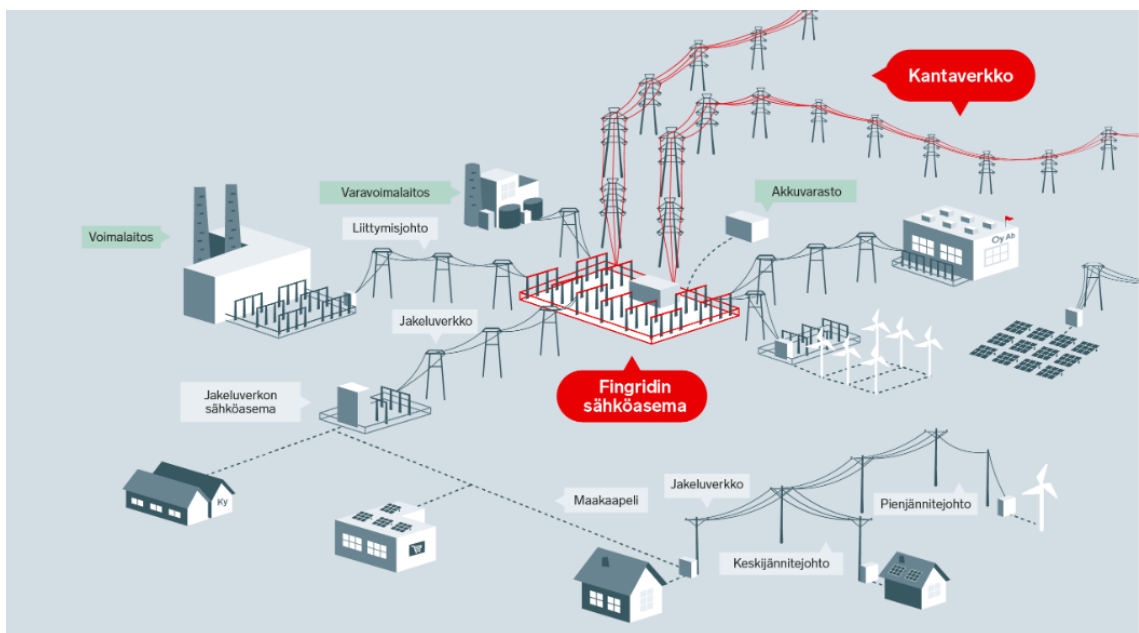 Kantaverkko
Varavoimalaitos
Akkuvarasto
Liittymisjohto
Voimalaitos
Oy Ab
Jakeluverkko
Fingridin
sähköasema
Jakeluverkon
sähköasema
Jakeluverkko
Ky
Maakaapeli
Pienjännitejohto
Keskijännitejohto